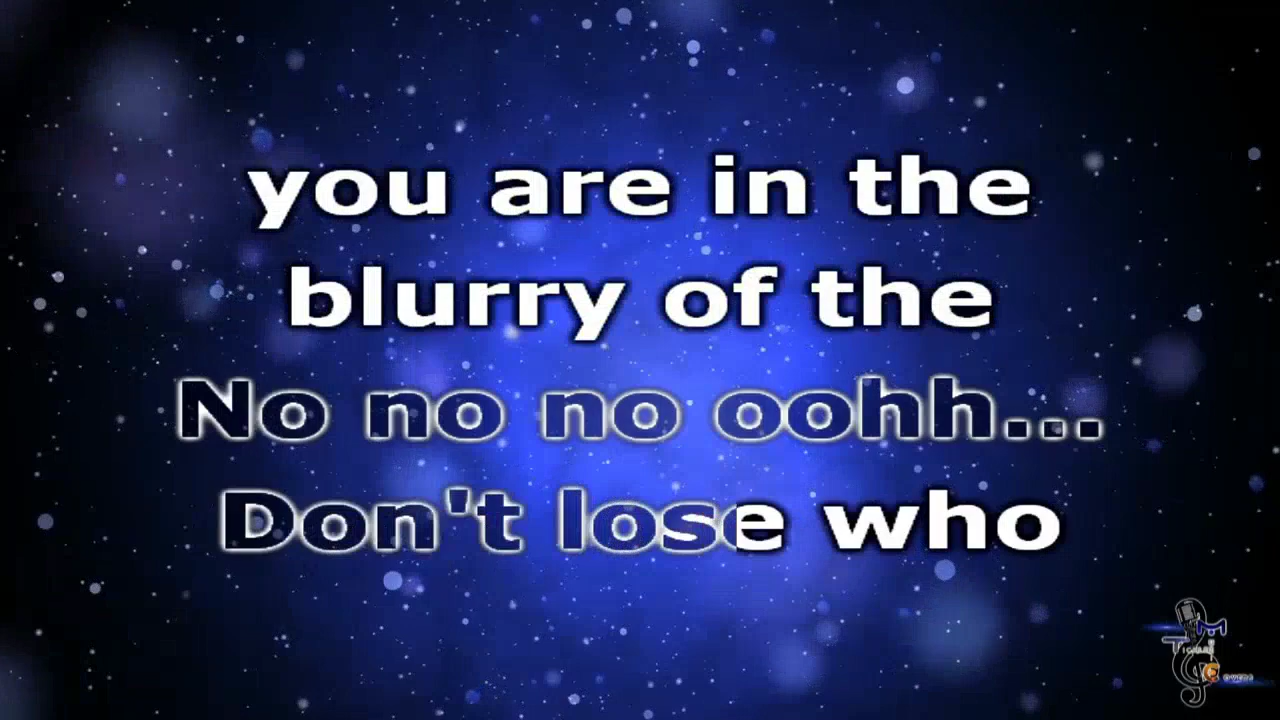 you are in the
blurry of the
No no no oohh...
Don't lose who